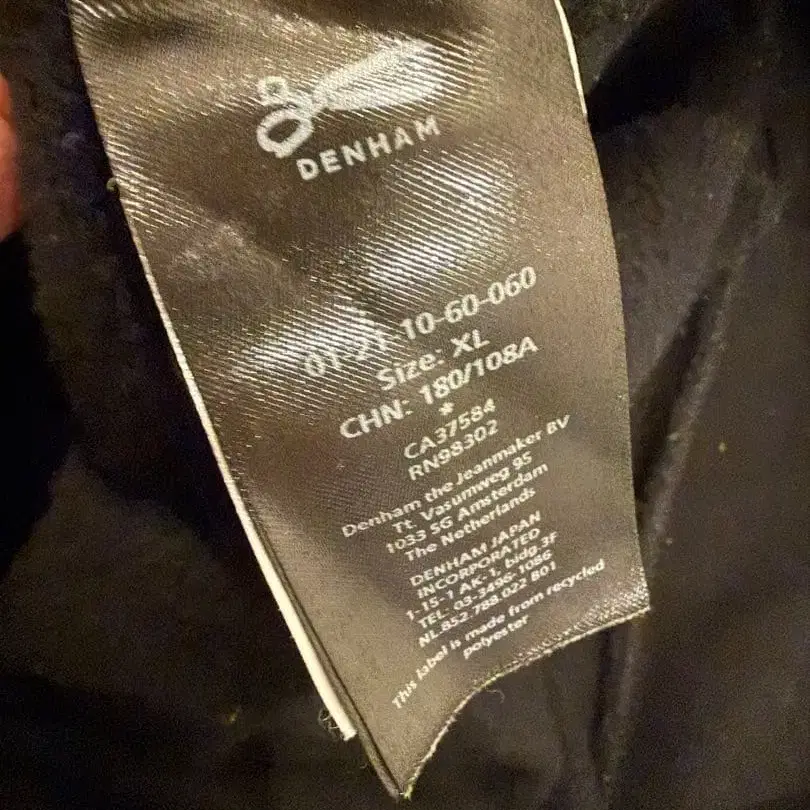 DENHAM
01-21-10-60-060
Size: XL
CHN: 180/108A
*
CA37584
RN98302
Denham the Jeanmaker BV
Tt. Vasumweg 95
1033 SG Amsterdam
The Netherlands
DENHAM JAPAN
INCORPORATED
1-15-1 AK-1, bldg.3F
TEL: 03-3496-1086
NL.852.788.022 B01
This label is made from recycled
polyester